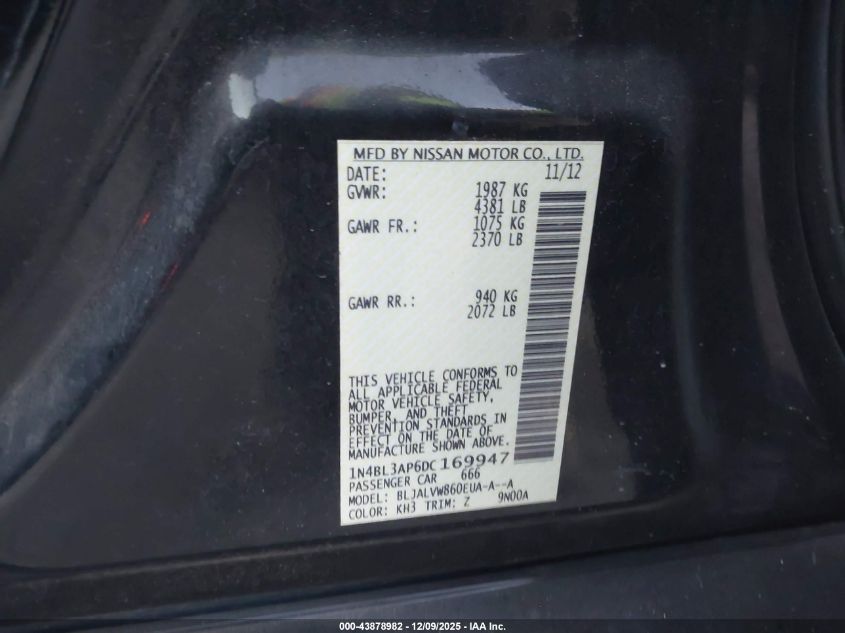 MFD BY NISSAN MOTOR CO., LTD.
DATE: 11/12
GVWR: 1987 KG
4381 LB
GAWR FR.: 1075 KG
2370 LB
GAWR RR.: 940 KG
2072 LB
THIS VEHICLE CONFORMS TO
ALL APPLICABLE FEDERAL
MOTOR VEHICLE SAFETY,
BUMPER, AND THEFT
PREVENTION STANDARDS IN
EFFECT ON THE DATE OF
MANUFACTURE SHOWN ABOVE.
1N4BL3AP6DC169947
PASSENGER CAR 666
MODEL: BLJALVW860EUA-A--A
COLOR: KH3 TRIM; Z 9N00A
000-43878982 | 12/09/2025 - IAA Inc.